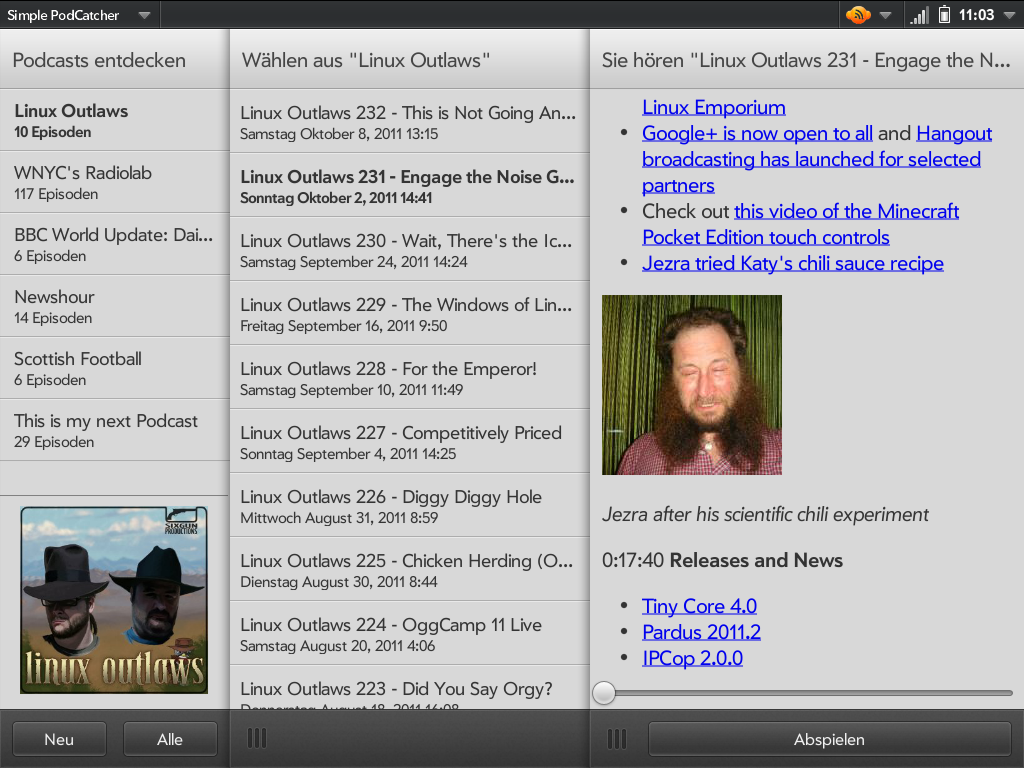 Simple PodCatcher
11:03
Podcasts entdecken
Linux Outlaws
10 Episoden
WNYC's Radiolab
117 Episoden
BBC World Update: Dai...
6 Episoden
Newshour
14 Episoden
Scottish Football
6 Episoden
This is my next Podcast
29 Episoden
SIXGUN
PRODUCTIONS
linux outlaws
Neu
Alle
Wählen aus "Linux Outlaws"
Linux Outlaws 232 - This is Not Going An...
Samstag Oktober 8, 2011 13:15
Linux Outlaws 231 - Engage the Noise G...
Sonntag Oktober 2, 2011 14:41
Linux Outlaws 230 - Wait, There's the Ic...
Samstag September 24, 2011 14:24
Linux Outlaws 229 - The Windows of Lin...
Freitag September 16, 2011 9:50
Linux Outlaws 228 - For the Emperor!
Samstag September 10, 2011 11:49
Linux Outlaws 227 - Competitively Priced
Sonntag September 4, 2011 14:25
Linux Outlaws 226 - Diggy Diggy Hole
Mittwoch August 31, 2011 8:59
Linux Outlaws 225 - Chicken Herding (O...
Dienstag August 30, 2011 8:44
Linux Outlaws 224 - OggCamp 11 Live
Samstag August 20, 2011 4:06
Linux Outlaws 223 - Did You Say Orgy?
Donnerstag August 18, 2011 16:08
Sie hören "Linux Outlaws 231 - Engage the N...
Linux Emporium
• Google+ is now open to all and Hangout
broadcasting has launched for selected
partners
• Check out this video of the Minecraft
Pocket Edition touch controls
• Jezra tried Katy's chili sauce recipe
Jezra after his scientific chili experiment
0:17:40 Releases and News
• Tiny Core 4.0
• Pardus 2011.2
• IPCop 2.0.0
Abspielen